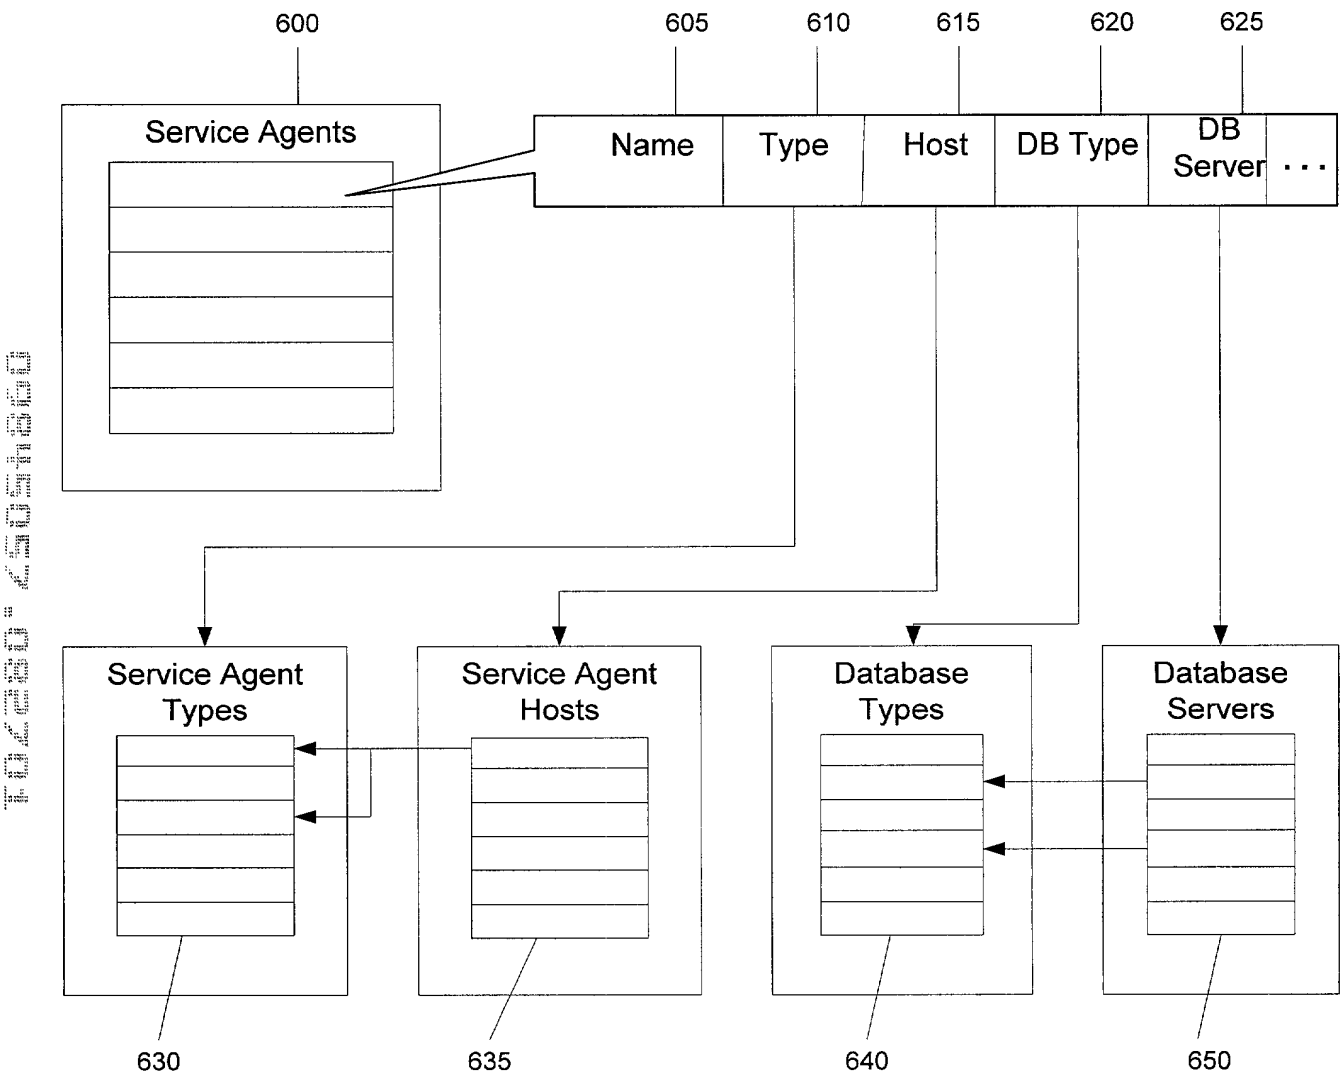 600
605
610
615
620
625
Service Agents
Name
Type
Host
DB Type
DB
Server
...
Service Agent
Types
Service Agent
Hosts
Database
Types
Database
Servers
630
635
640
650